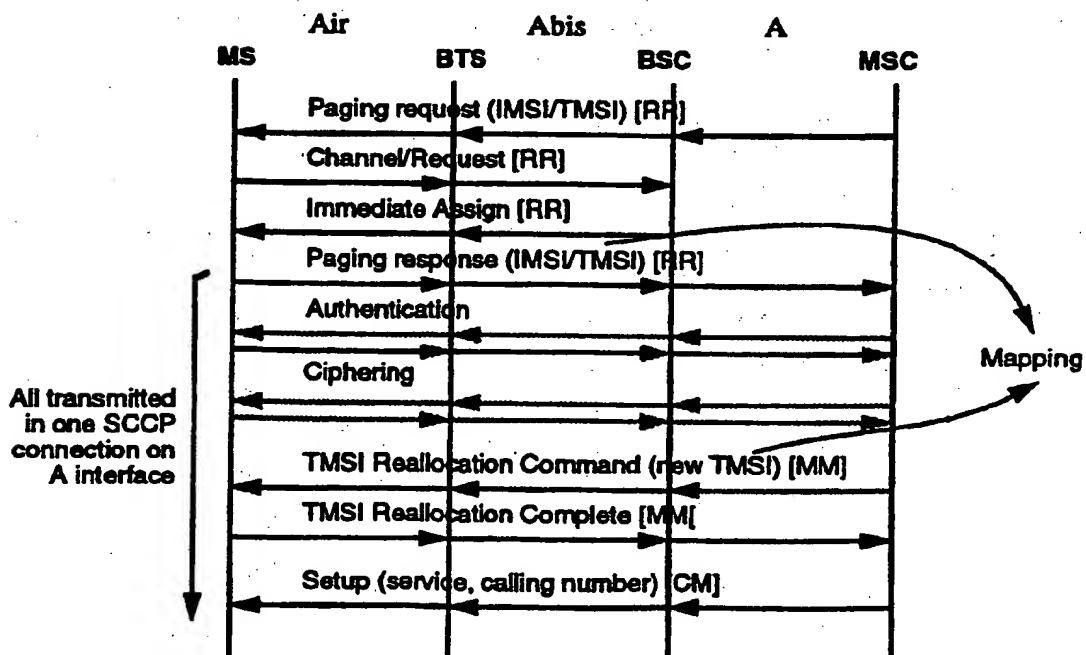 Air Abis A
MS BTS BSC MSC
Paging request (IMSI/TMSI) [RR]
Channel/Request [RR]
Immediate Assign [RR]
Paging response (IMSI/TMSI) [RR]
Authentication
Mapping
Ciphering
All transmitted
in one SCCP
connection on
A interface
TMSI Reallocation Command (new TMSI) [MM]
TMSI Reallocation Complete [MM[
Setup (service, calling number) [CM]